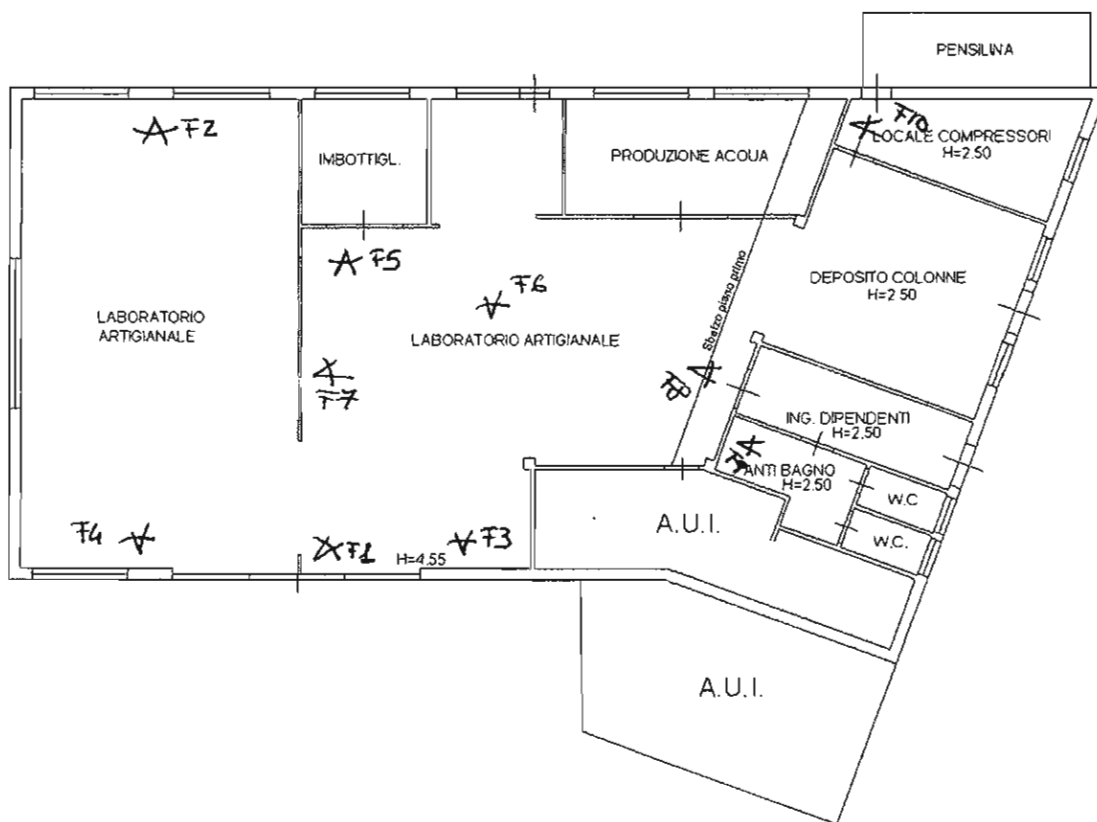 PENSILINA
F2
F10
LOCALE COMPRESSORI
H=2.50
IMBOTTIGL.
PRODUZIONE ACQUA
F5
F6
DEPOSITO COLONNE
H=2.50
LABORATORIO
ARTIGIANALE
LABORATORIO ARTIGIANALE
Sbalzo piano primo
F7
F8
ING. DIPENDENTI
H=2.50
F9
ANTI BAGNO
H=2.50
W.C
W.C.
A.U.I.
F4
F1
H=4.55
F3
A.U.I.